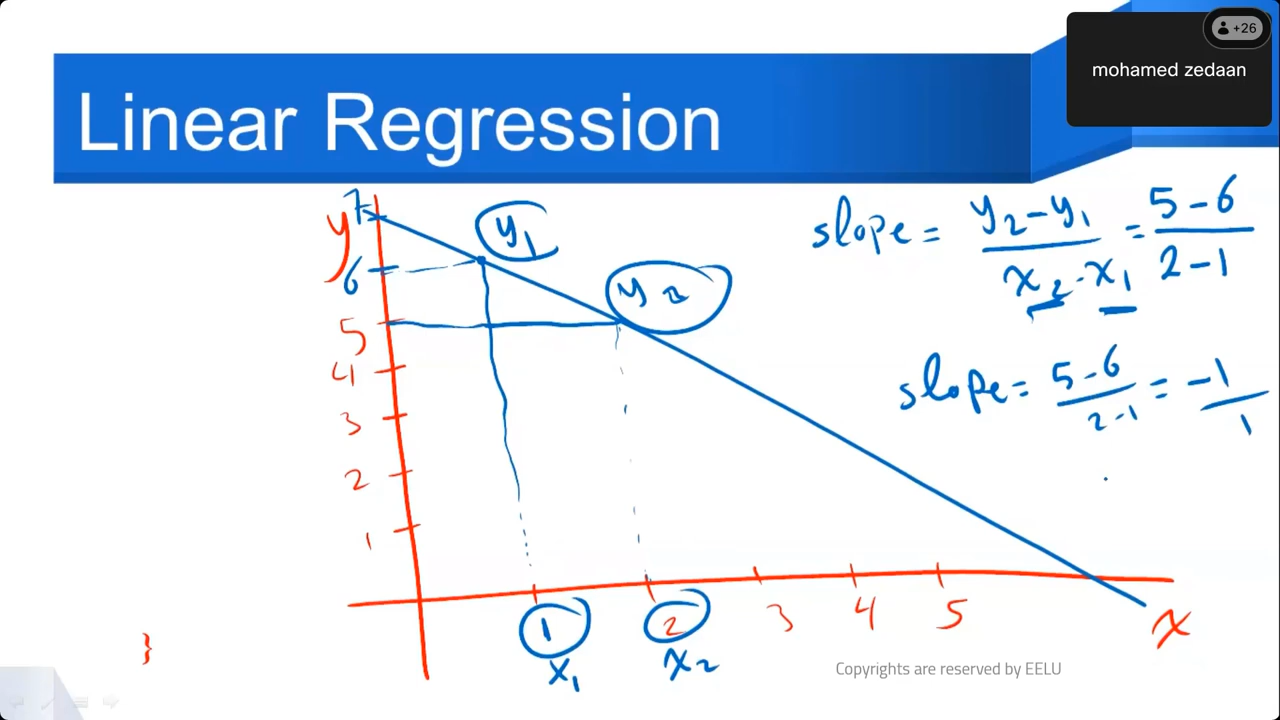 +26
mohamed zedaan
Linear Regression
slope = y2 - y1 / x2 - x1 = 5 - 6 / 2 - 1
slope = 5 - 6 / 2 - 1 = -1 / 1
y
7
6
5
4
3
2
1
y1
y2
1 2 3 4 5
x1 x2
x
}
Copyrights are reserved by EELU